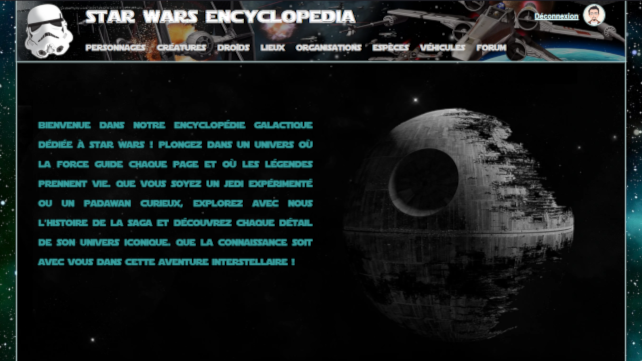 STAR WARS ENCYCLOPEDIA
Déconnexion
PERSONNAGES CRÉATURES DROÏDS LIEUX ORGANISATIONS ESPÈCES VÉHICULES FORUM
BIENVENUE DANS NOTRE ENCYCLOPÉDIE GALACTIQUE
DÉDIÉE À STAR WARS ! PLONGEZ DANS UN UNIVERS OÙ
LA FORCE GUIDE CHAQUE PAGE ET OÙ LES LÉGENDES
PRENNENT VIE. QUE VOUS SOYEZ UN JEDI EXPÉRIMENTÉ
OU UN PADAWAN CURIEUX, EXPLOREZ AVEC NOUS
L'HISTOIRE DE LA SAGA ET DÉCOUVREZ CHAQUE DÉTAIL
DE SON UNIVERS ICONIQUE. QUE LA CONNAISSANCE SOIT
AVEC VOUS DANS CETTE AVENTURE INTERSTELLAIRE !